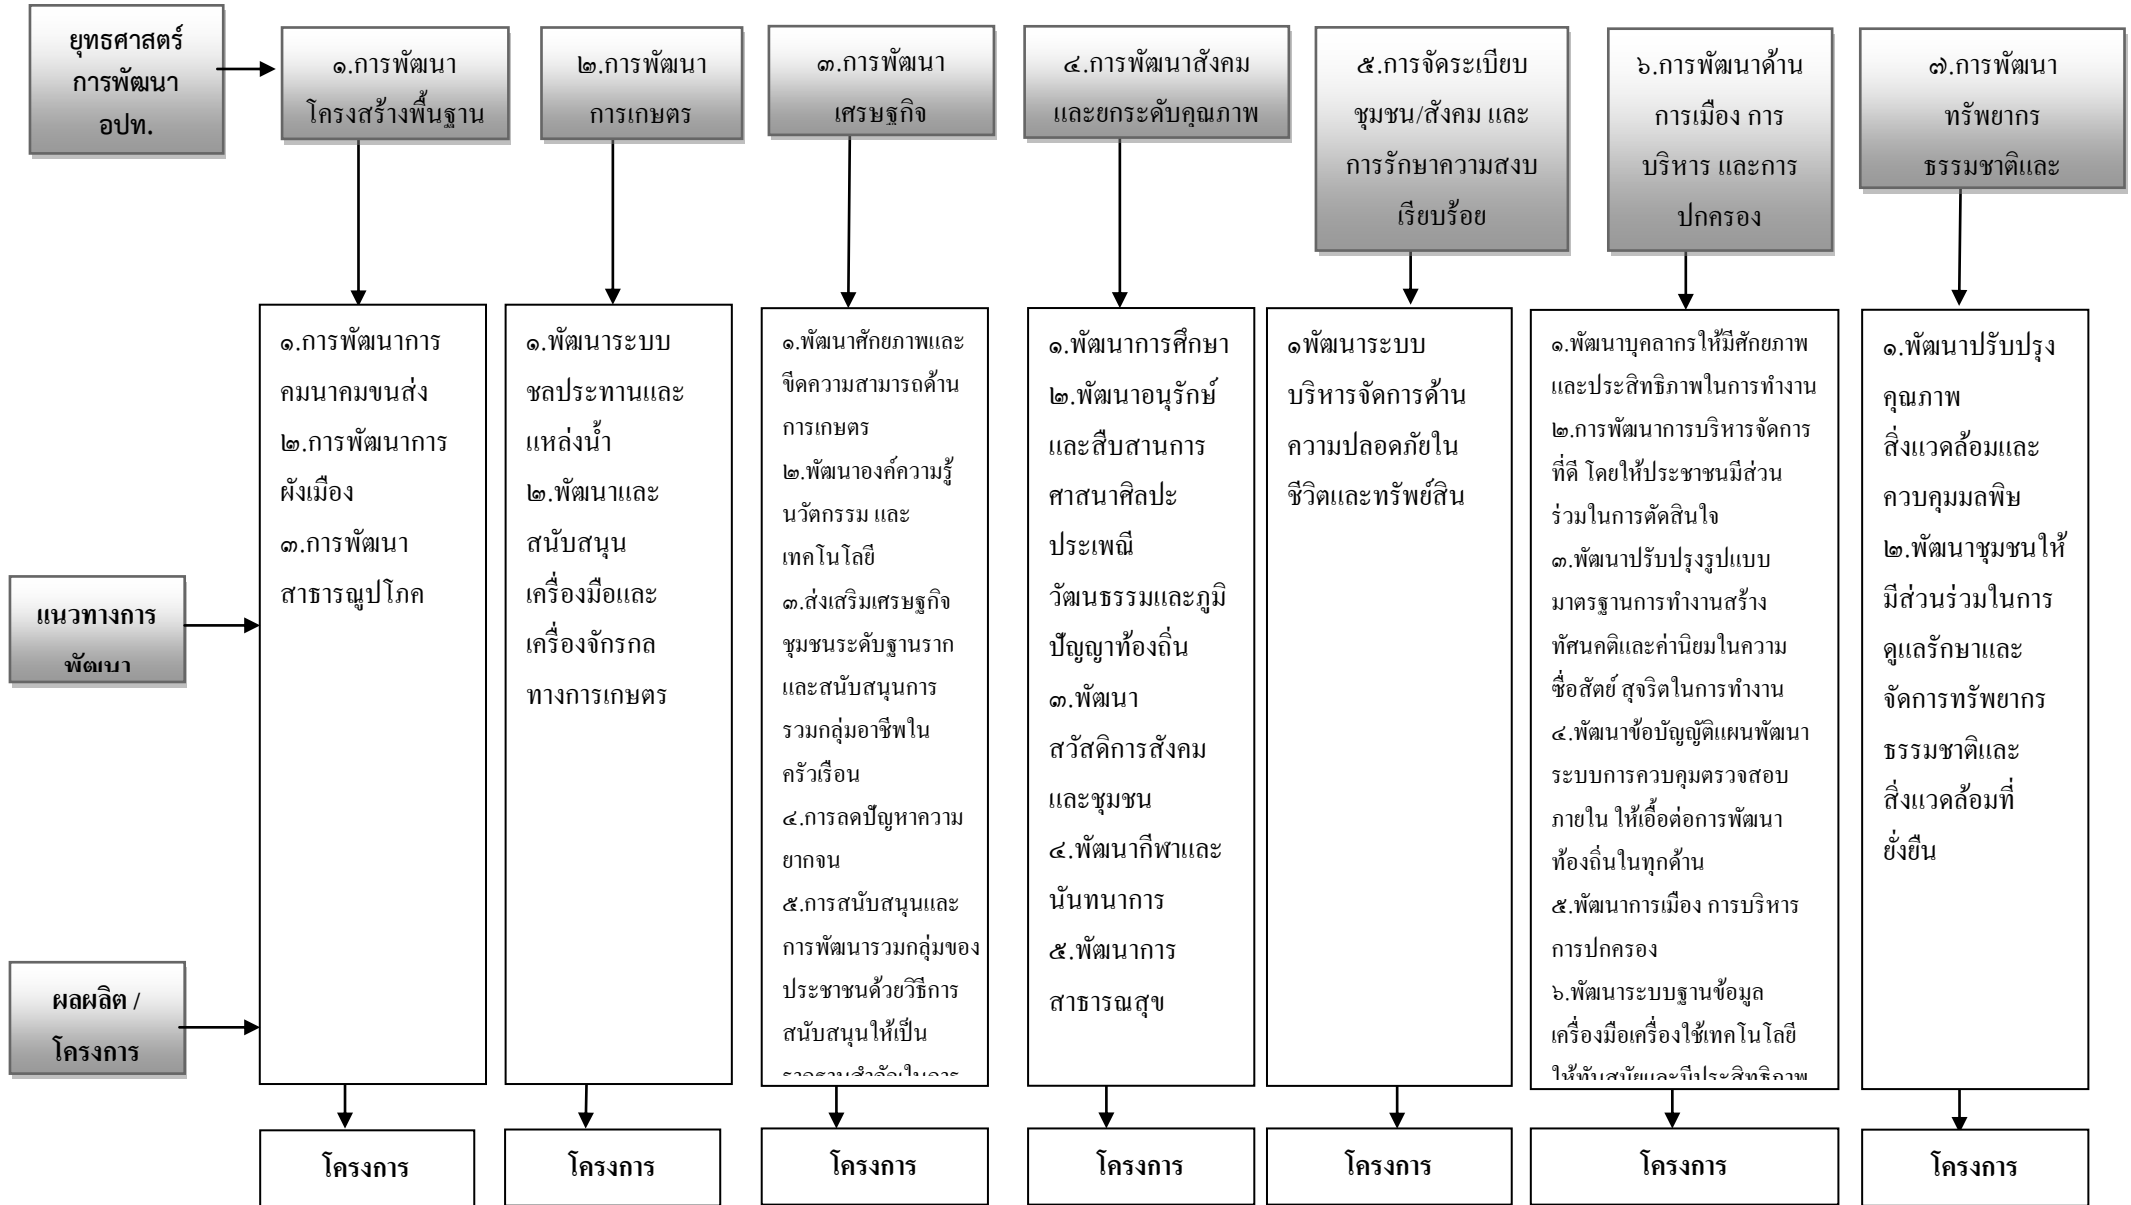 ยุทธศาสตร์
การพัฒนา
อปท.
๑.การพัฒนา
โครงสร้างพื้นฐาน
๒.การพัฒนา
การเกษตร
๓.การพัฒนา
เศรษฐกิจ
๔.การพัฒนาสังคม
และยกระดับคุณภาพ
๕.การจัดระเบียบ
ชุมชน/สังคม และ
การรักษาความสงบ
เรียบร้อย
๖.การพัฒนาด้าน
การเมือง การ
บริหาร และการ
ปกครอง
๗.การพัฒนา
ทรัพยากร
ธรรมชาติและ
แนวทางการ
พัฒนา
๑.การพัฒนาการ
คมนาคมขนส่ง
๒.การพัฒนาการ
ผังเมือง
๓.การพัฒนา
สาธารณูปโภค
๑.พัฒนาระบบ
ชลประทานและ
แหล่งน้ำ
๒.พัฒนาและ
สนับสนุน
เครื่องมือและ
เครื่องจักรกล
ทางการเกษตร
๑.พัฒนาศักยภาพและ
ขีดความสามารถด้าน
การเกษตร
๒.พัฒนาองค์ความรู้
นวัตกรรม และ
เทคโนโลยี
๓.ส่งเสริมเศรษฐกิจ
ชุมชนระดับฐานราก
และสนับสนุนการ
รวมกลุ่มอาชีพใน
ครัวเรือน
๔.การลดปัญหาความ
ยากจน
๕.การสนับสนุนและ
การพัฒนารวมกลุ่มของ
ประชาชนด้วยวิธีการ
สนับสนุนให้เป็น
รากฐานสำคัญในการ
๑.พัฒนาการศึกษา
๒.พัฒนาอนุรักษ์
และสืบสานการ
ศาสนาศิลปะ
ประเพณี
วัฒนธรรมและภูมิ
ปัญญาท้องถิ่น
๓.พัฒนา
สวัสดิการสังคม
และชุมชน
๔.พัฒนากีฬาและ
นันทนาการ
๕.พัฒนาการ
สาธารณสุข
๑พัฒนาระบบ
บริหารจัดการด้าน
ความปลอดภัยใน
ชีวิตและทรัพย์สิน
๑.พัฒนาบุคลากรให้มีศักยภาพ
และประสิทธิภาพในการทำงาน
๒.การพัฒนาการบริหารจัดการ
ที่ดี โดยให้ประชาชนมีส่วน
ร่วมในการตัดสินใจ
๓.พัฒนาปรับปรุงรูปแบบ
มาตรฐานการทำงานสร้าง
ทัศนคติและค่านิยมในความ
ซื่อสัตย์ สุจริตในการทำงาน
๔.พัฒนาข้อบัญญัติแผนพัฒนา
ระบบการควบคุมตรวจสอบ
ภายใน ให้เอื้อต่อการพัฒนา
ท้องถิ่นในทุกด้าน
๕.พัฒนาการเมือง การบริหาร
การปกครอง
๖.พัฒนาระบบฐานข้อมูล
เครื่องมือเครื่องใช้เทคโนโลยี
ให้ทันสมัยและมีประสิทธิภาพ
๑.พัฒนาปรับปรุง
คุณภาพ
สิ่งแวดล้อมและ
ควบคุมมลพิษ
๒.พัฒนาชุมชนให้
มีส่วนร่วมในการ
ดูแลรักษาและ
จัดการทรัพยากร
ธรรมชาติและ
สิ่งแวดล้อมที่
ยั่งยืน
ผลผลิต /
โครงการ
โครงการ
โครงการ
โครงการ
โครงการ
โครงการ
โครงการ
โครงการ